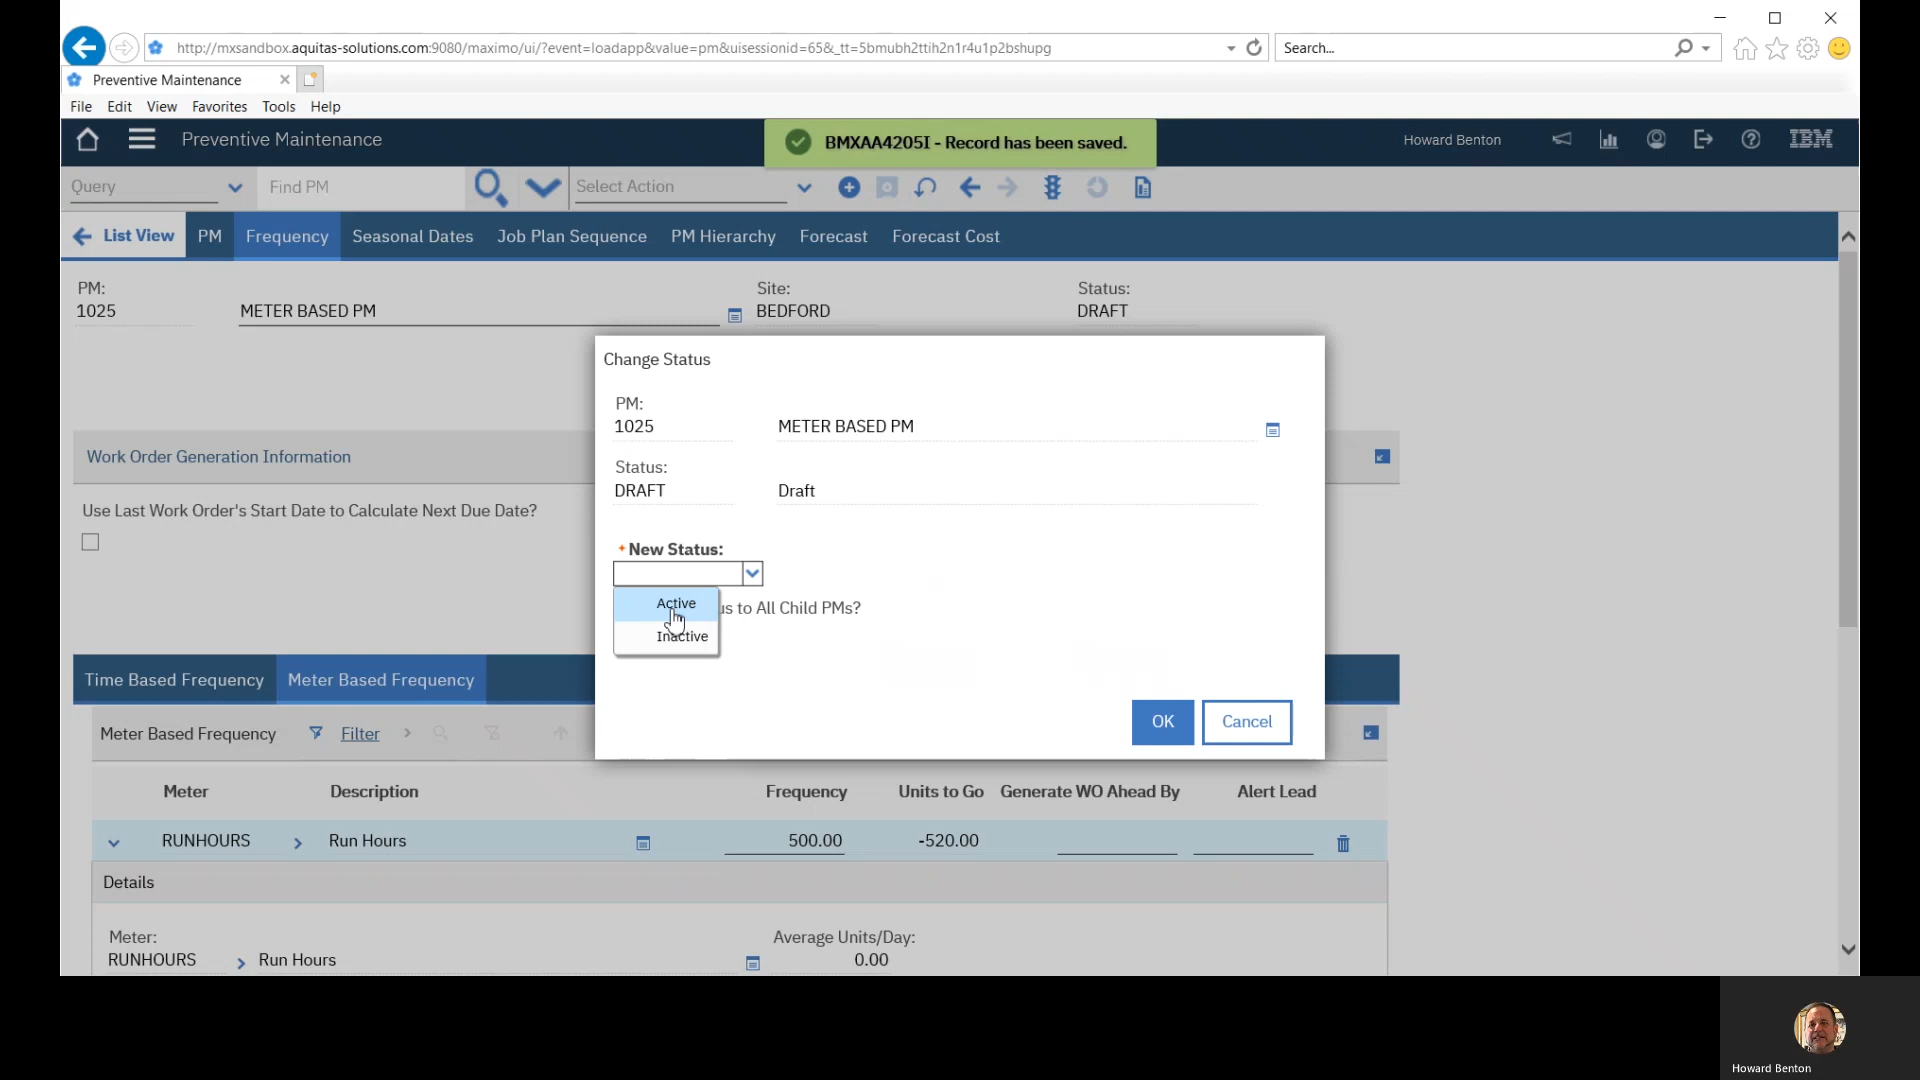 http://mxsandbox.aquitas-solutions.com:9080/maximo/ui/?event=loadapp&value=pm&uisessionid=65&_tt=5bmubh2ttih2n1r4u1p2bshupg
Search...
Preventive Maintenance
File Edit View Favorites Tools Help
Preventive Maintenance
BMXAA4205I - Record has been saved.
Howard Benton
IBM
Query
Find PM
Select Action
List View PM Frequency Seasonal Dates Job Plan Sequence PM Hierarchy Forecast Forecast Cost
PM:
1025
METER BASED PM
Site:
BEDFORD
Status:
DRAFT
Change Status
PM:
1025
METER BASED PM
Status:
DRAFT
Draft
New Status:
Active
Inactive
us to All Child PMs?
OK
Cancel
Work Order Generation Information
Use Last Work Order's Start Date to Calculate Next Due Date?
Time Based Frequency Meter Based Frequency
Meter Based Frequency Filter
Meter Description Frequency Units to Go Generate WO Ahead By Alert Lead
RUNHOURS Run Hours 500.00 -520.00
Details
Meter:
RUNHOURS
Run Hours
Average Units/Day:
0.00
Howard Benton